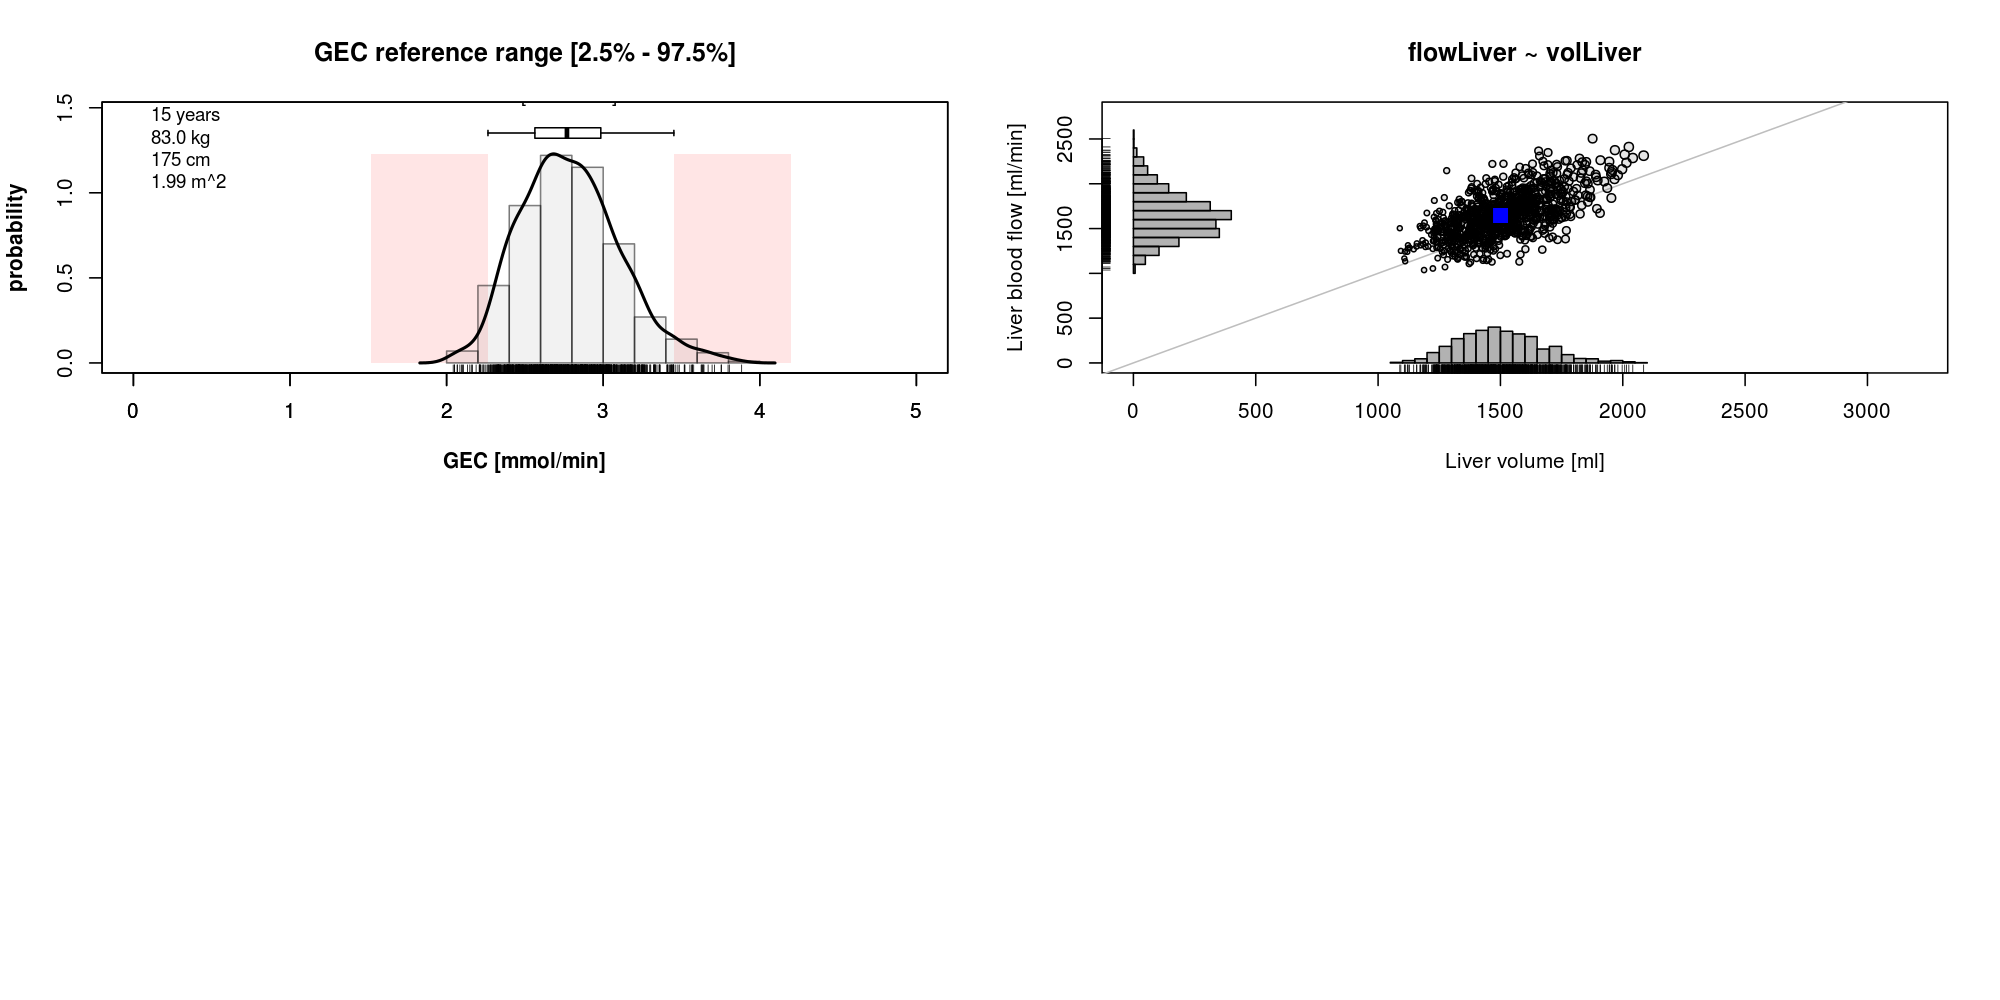 GEC reference range [2.5% - 97.5%]
15 years
83.0 kg
175 cm
1.99 m^2
probability
0.0
0.5
1.0
1.5
0 1 2 3 4 5
GEC [mmol/min]
flowLiver ~ volLiver
Liver blood flow [ml/min]
0
500
1500
2500
0 500 1000 1500 2000 2500 3000
Liver volume [ml]